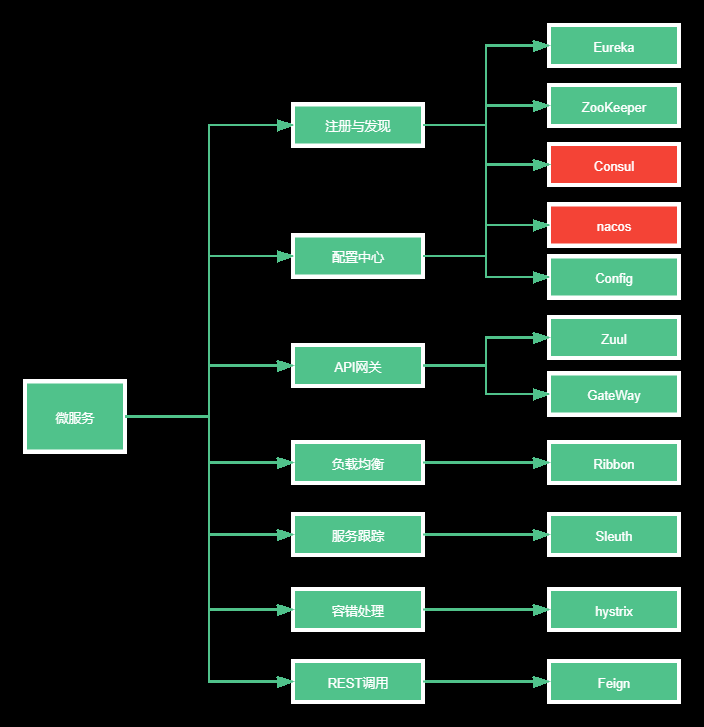 微服务
注册与发现
配置中心
API网关
负载均衡
服务跟踪
容错处理
REST调用
Eureka
ZooKeeper
Consul
nacos
Config
Zuul
GateWay
Ribbon
Sleuth
hystrix
Feign